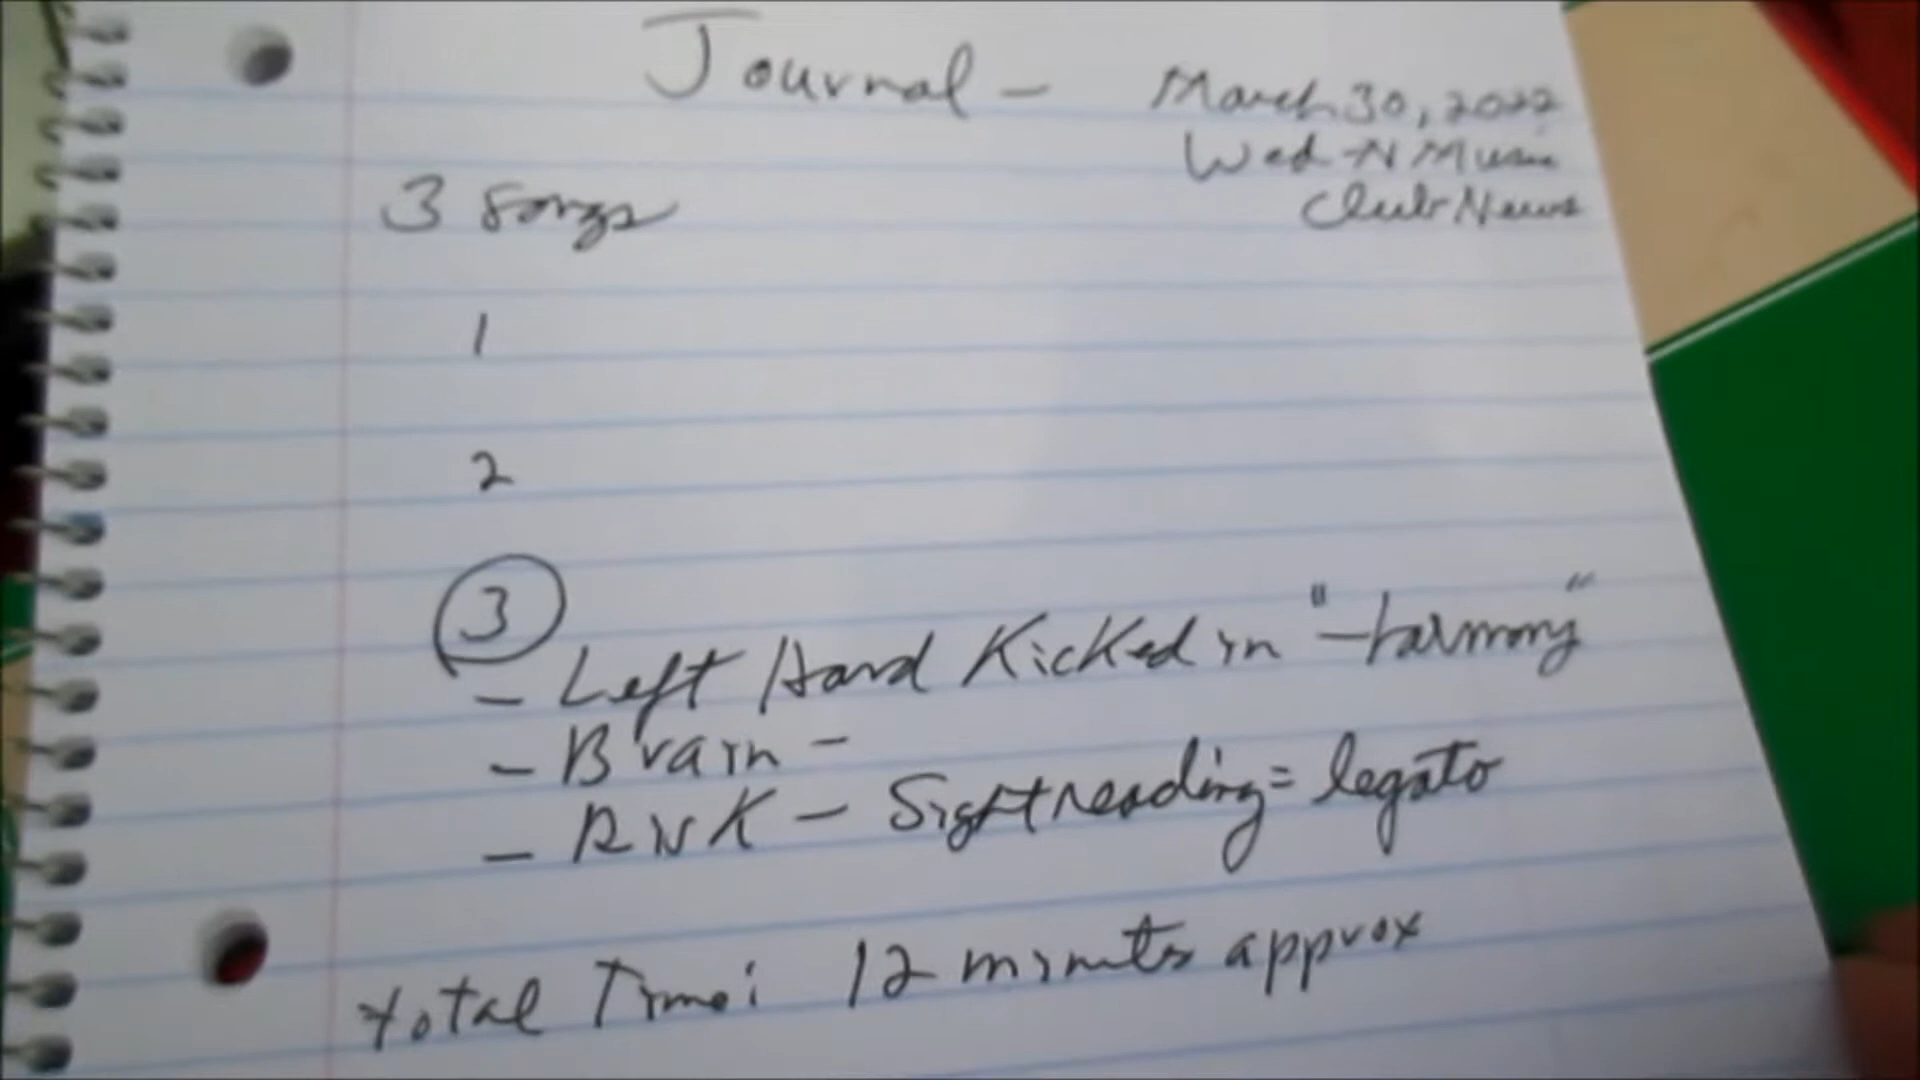 Journal - March 30, 2022
Wed-N Music
Club News
3 Songs
1
2
3
- Left Hand Kicked in "harmony"
- Brain -
- RNK - Sightreading = legato
total Time: 12 minutes approx